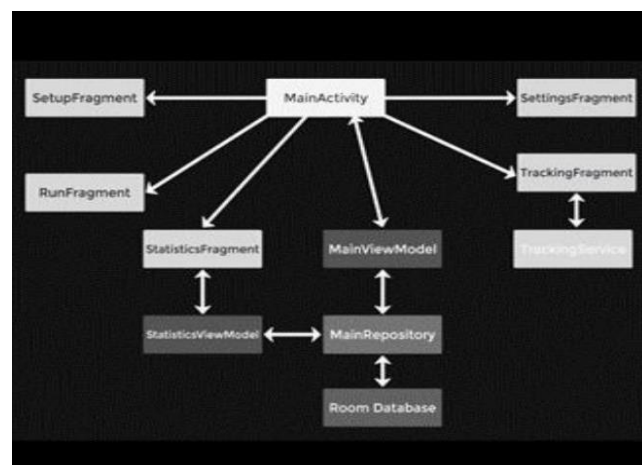 SetupFragment
MainActivity
SettingsFragment
RunFragment
TrackingFragment
StatisticsFragment
MainViewModel
TrackingService
StatisticsViewModel
MainRepository
Room Database